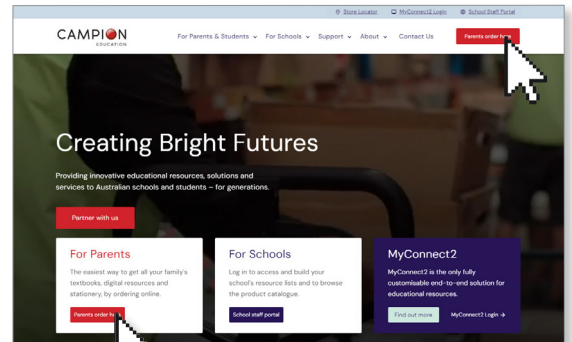 Store Locator MyConnect2 Login School Staff Portal
CAMPION
EDUCATION
For Parents & Students For Schools Support About Contact Us
Parents order
Creating Bright Futures
Providing innovative educational resources, solutions and
services to Australian schools and students – for generations.
Partner with us
For Parents
The easiest way to get all your family's
textbooks, digital resources and
stationery, by ordering online.
Parents order
For Schools
Log in to access and build your
school's resource lists and to browse
the product catalogue.
School staff portal
MyConnect2
MyConnect2 is the only fully
customisable end-to-end solution for
educational resources.
Find out more MyConnect2 Login →